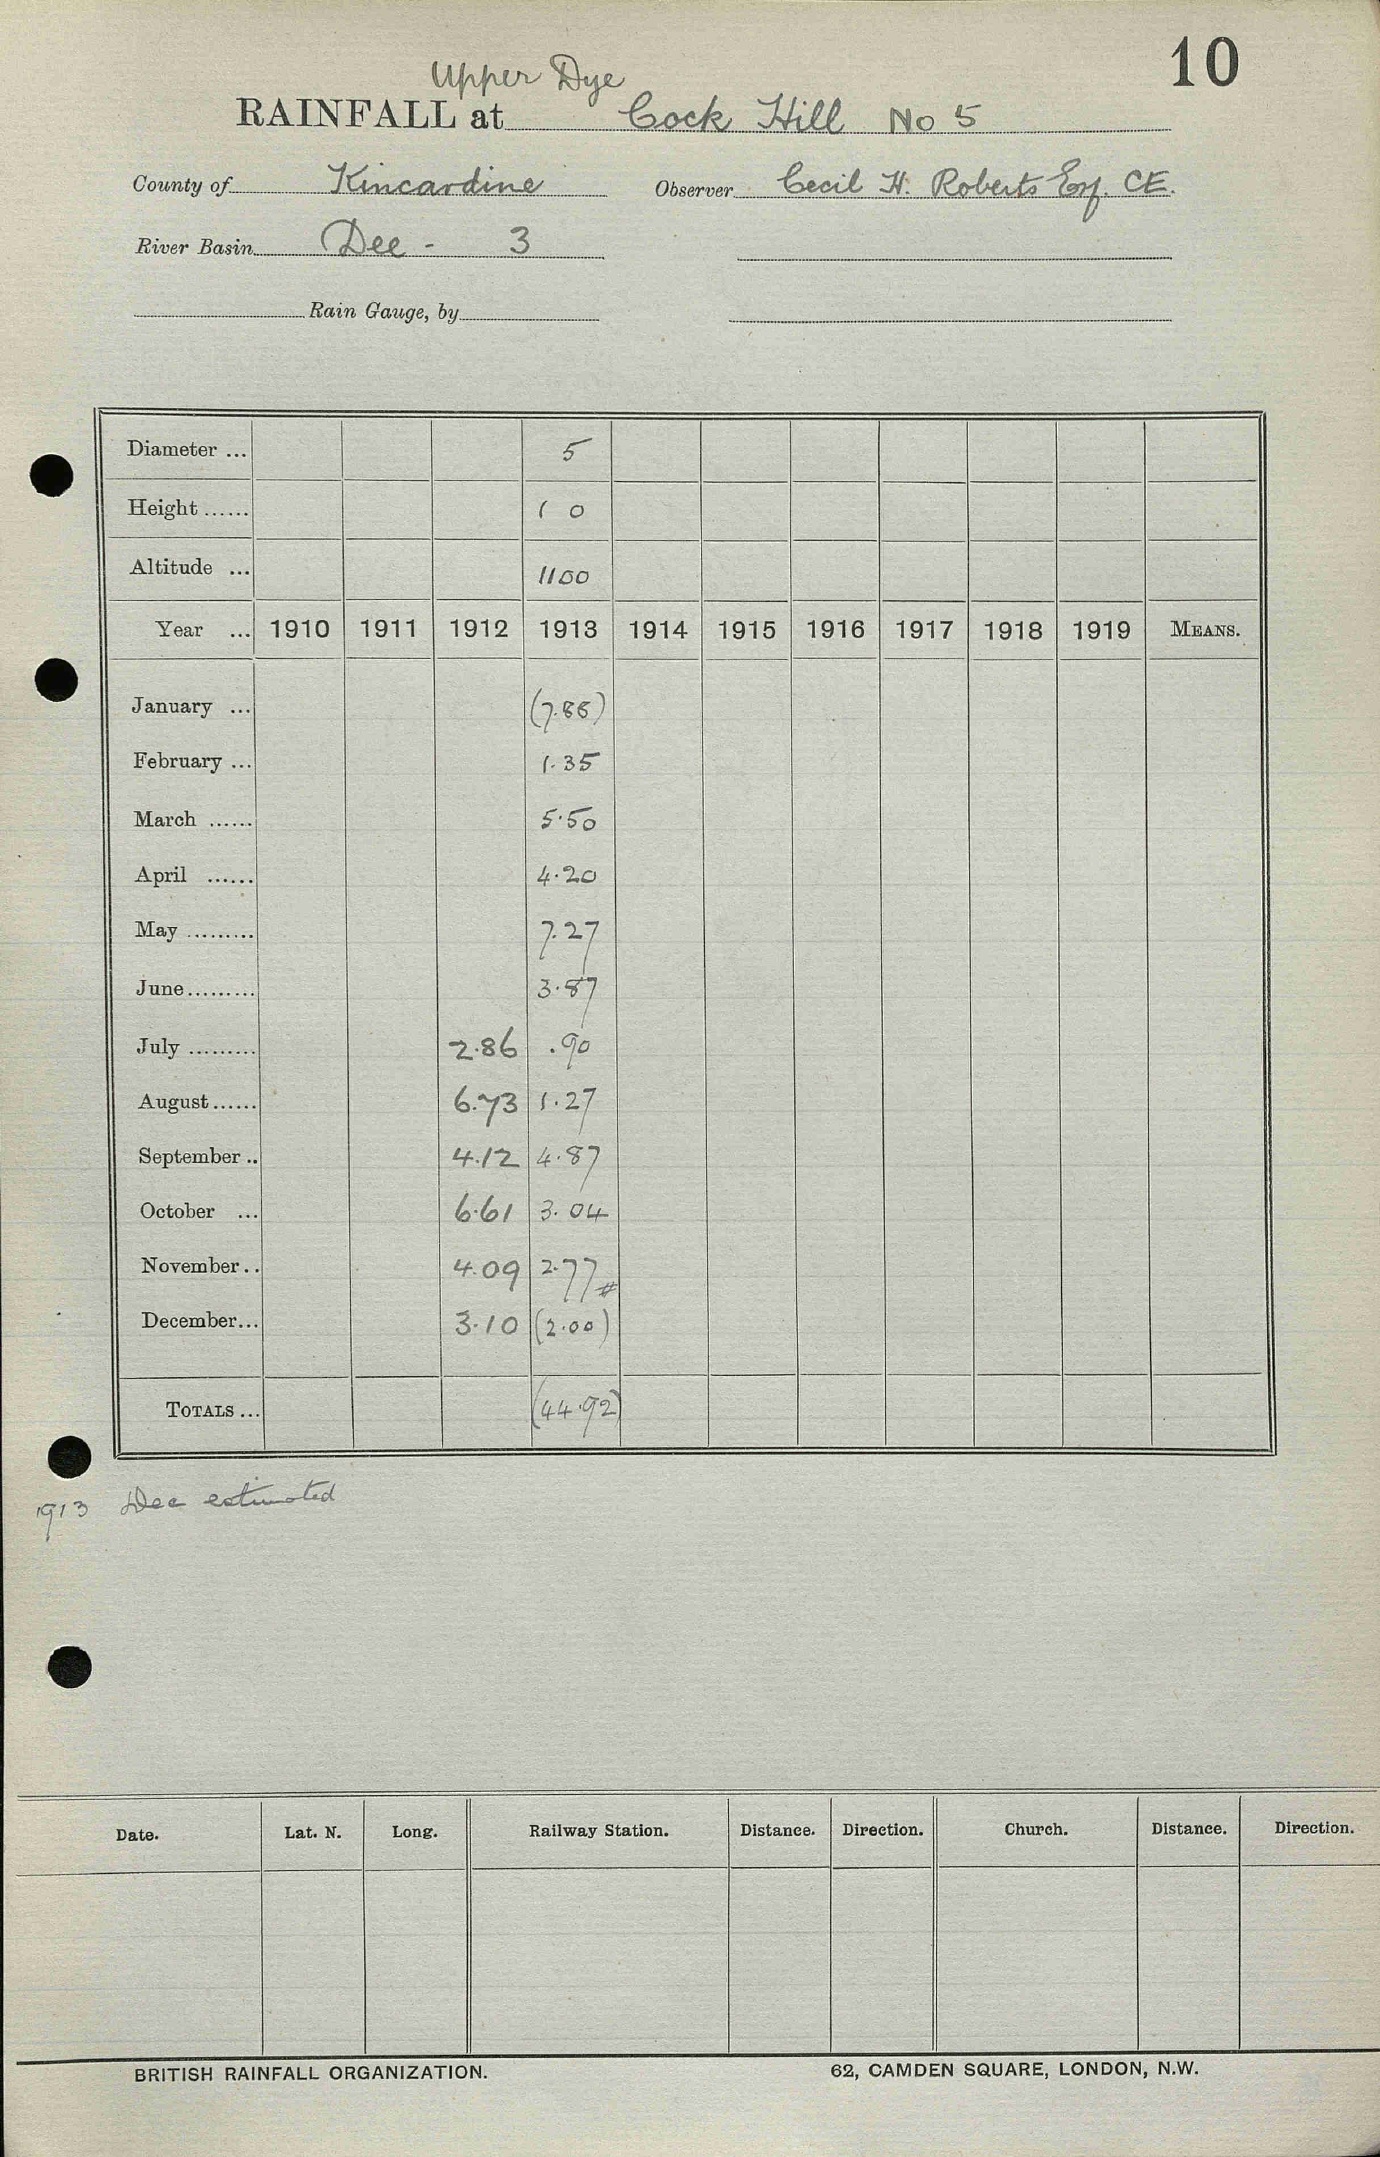 10
Upper Dye
RAINFALL at Cock Hill No 5
County of Kincardine Observer Cecil H. Roberts Esq. CE.
River Basin Dee - 3
Rain Gauge, by
Diameter ... 5
Height ...... 1 0
Altitude ... 1100
Year ... 1910 1911 1912 1913 1914 1915 1916 1917 1918 1919 MEANS.
January ... (7.88)
February ... 1.35
March ...... 5.50
April ...... 4.20
May ......... 7.27
June ......... 3.87
July ......... 2.86 .90
August ...... 6.73 1.27
September .. 4.12 4.87
October ... 6.61 3.04
November .. 4.09 2.77 #
December ... 3.10 (2.00)
TOTALS ... (44.92)
1913 Dec estimated
Date. Lat. N. Long. Railway Station. Distance. Direction. Church. Distance. Direction.
BRITISH RAINFALL ORGANIZATION. 62, CAMDEN SQUARE, LONDON, N.W.